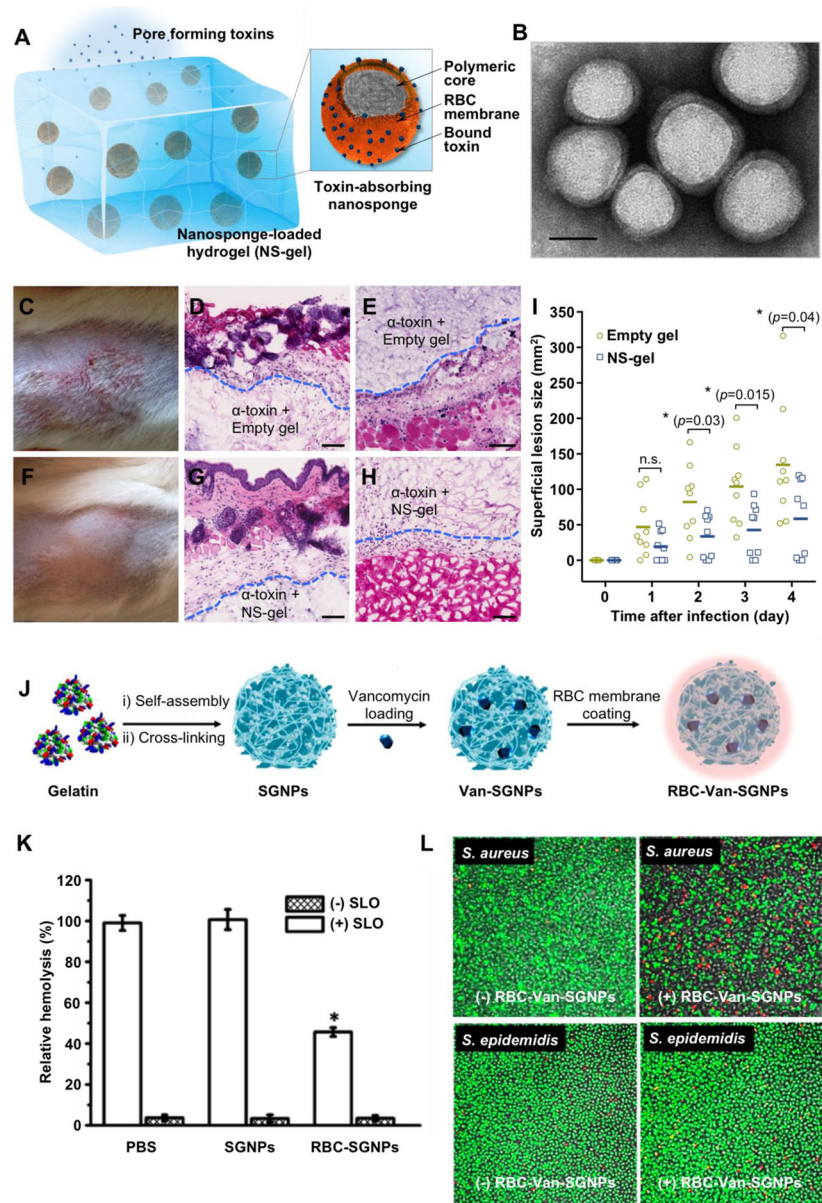 A
Pore forming toxins
Polymeric
core
RBC
membrane
Bound
toxin
Toxin-absorbing
nanosponge
Nanosponge-loaded
hydrogel (NS-gel)
B
C
D
α-toxin +
Empty gel
E
α-toxin +
Empty gel
F
G
α-toxin +
NS-gel
H
α-toxin +
NS-gel
I
Superficial lesion size (mm²)
350
300
250
200
150
100
50
0
Empty gel
NS-gel
n.s.
* (p=0.03)
* (p=0.015)
* (p=0.04)
0 1 2 3 4
Time after infection (day)
J
Gelatin
i) Self-assembly
ii) Cross-linking
SGNPs
Vancomycin
loading
Van-SGNPs
RBC membrane
coating
RBC-Van-SGNPs
K
Relative hemolysis (%)
120
100
80
60
40
20
0
(-) SLO
(+) SLO
*
PBS SGNPs RBC-SGNPs
L
S. aureus
(-) RBC-Van-SGNPs
S. aureus
(+) RBC-Van-SGNPs
S. epidemidis
(-) RBC-Van-SGNPs
S. epidemidis
(+) RBC-Van-SGNPs